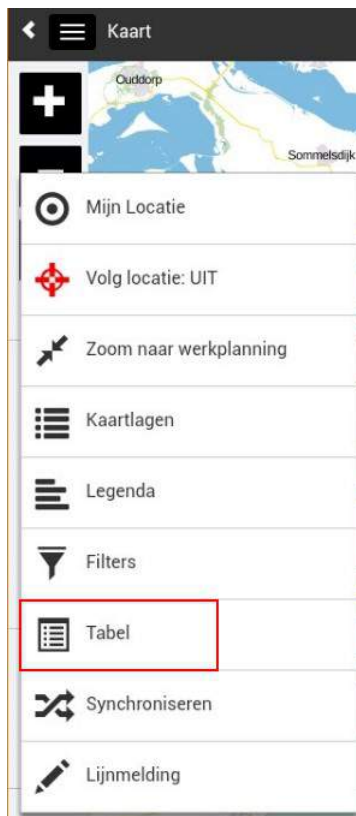 Kaart
Ouddorp
Sommelsdijk
Mijn Locatie
Volg locatie: UIT
Zoom naar werkplanning
Kaartlagen
Legenda
Filters
Tabel
Synchroniseren
Lijnmelding